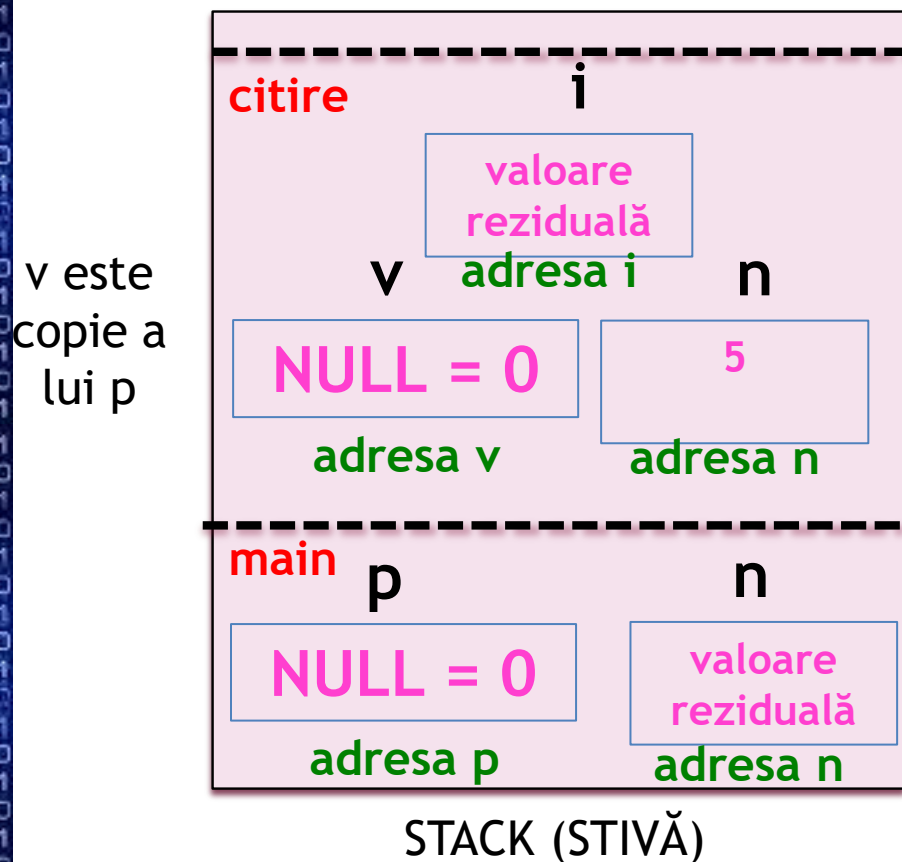 citire
i
valoare
reziduală
adresa i
v
n
v este
copie a
lui p
NULL = 0
5
adresa v
adresa n
main
p
n
NULL = 0
valoare
reziduală
adresa p
adresa n
STACK (STIVĂ)